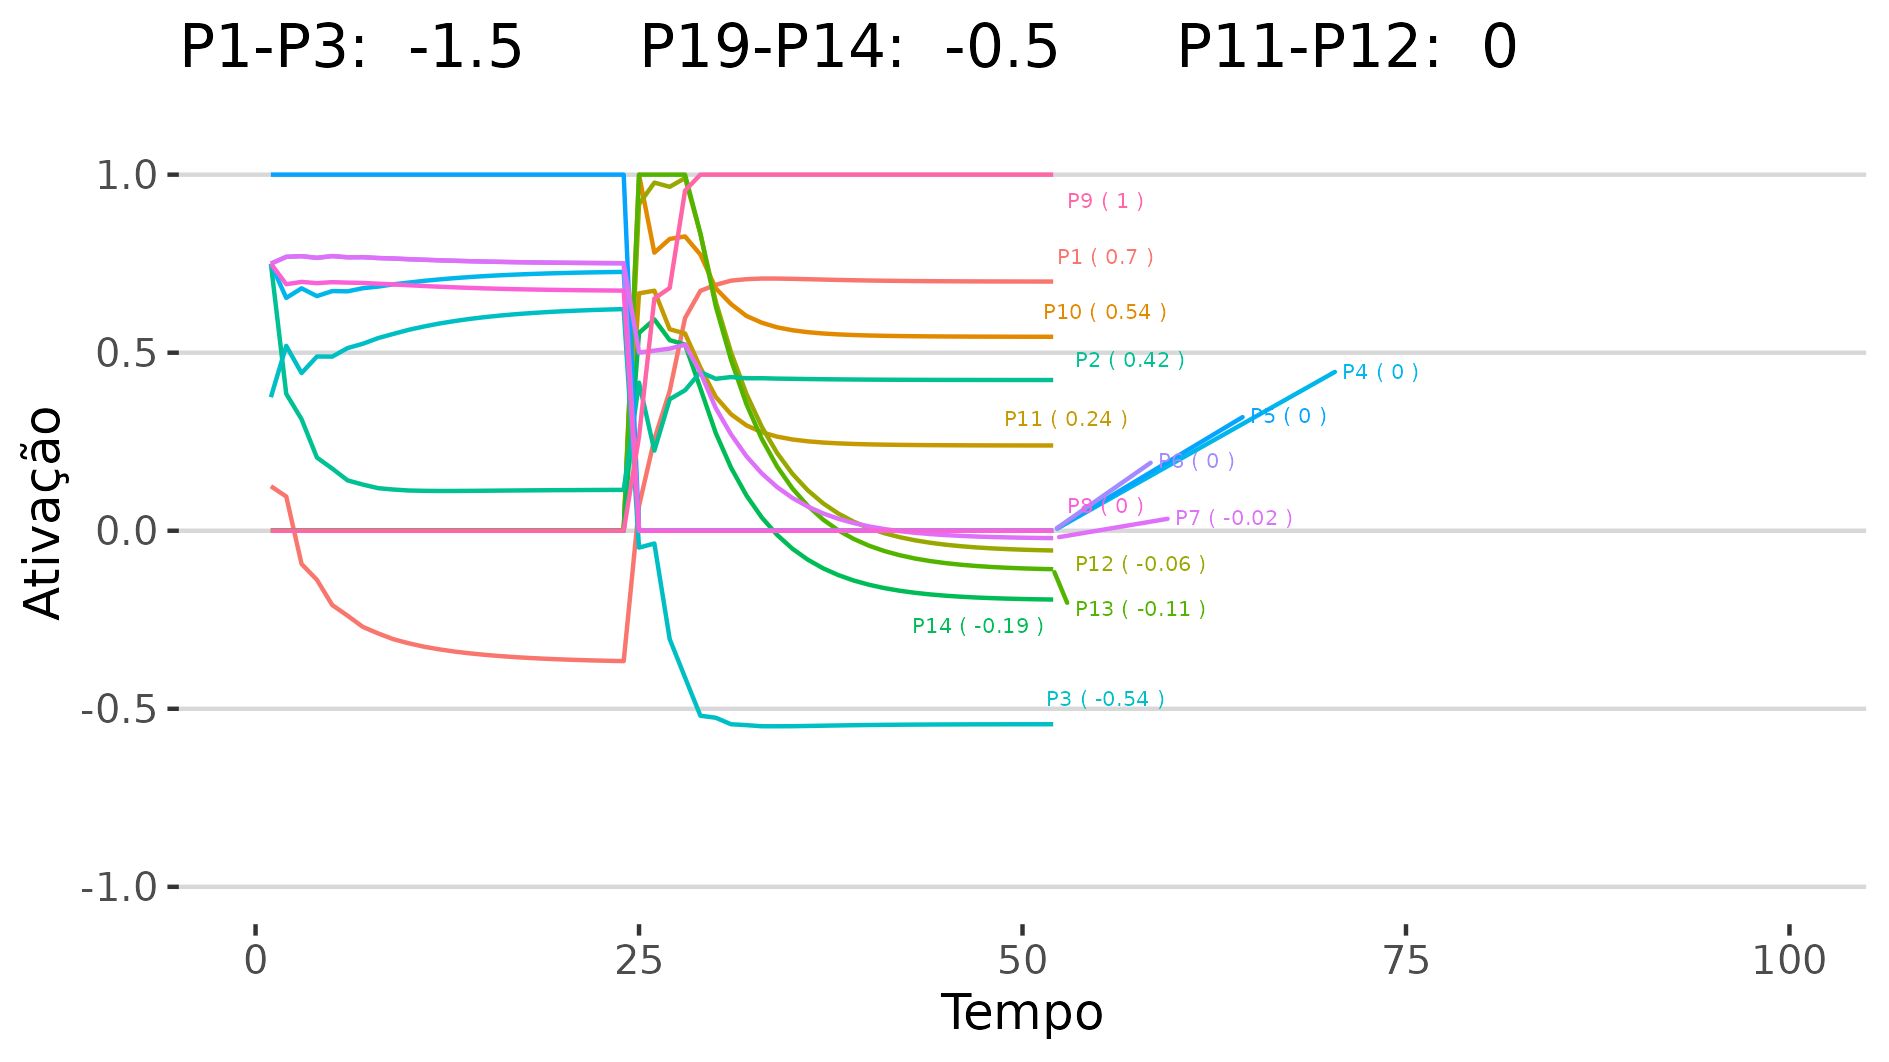 P1-P3:  -1.5    P19-P14:  -0.5    P11-P12:  0
Ativação
1.0
0.5
0.0
-0.5
-1.0
P9 ( 1 )
P1 ( 0.7 )
P10 ( 0.54 )
P2 ( 0.42 )
P4 ( 0 )
P11 ( 0.24 )
P5 ( 0 )
P6 ( 0 )
P8 ( 0 )
P7 ( -0.02 )
P12 ( -0.06 )
P13 ( -0.11 )
P14 ( -0.19 )
P3 ( -0.54 )
0 25 50 75 100
Tempo